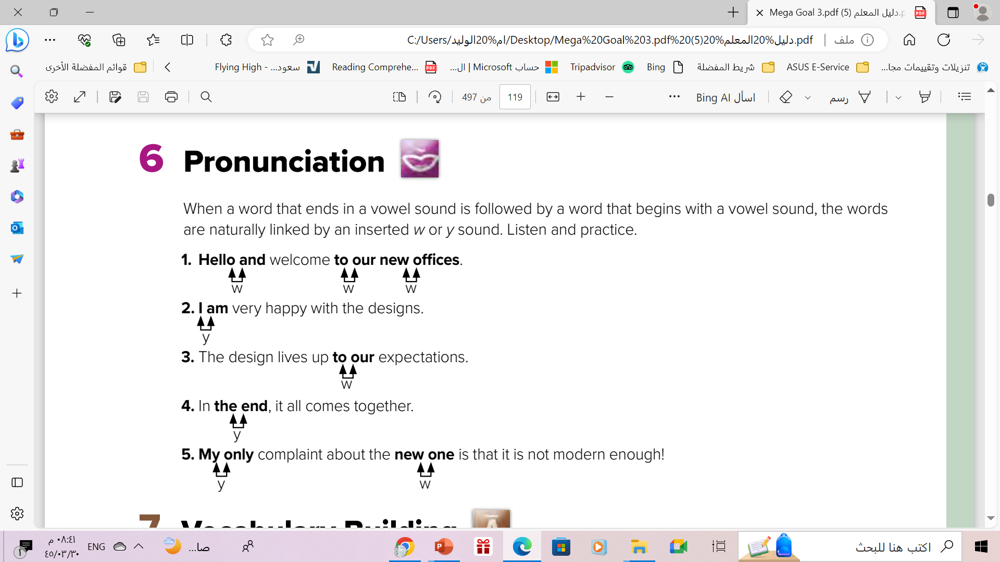 Mega Goal 3.pdf (5) دليل المعلم.p
C:/Users/ام%20الوليد/Desktop/Mega%20Goal%203.pdf%20(5)%20دليل%20المعلم.pdf
ملف
قوائم المفضلة الأخرى
Flying High - ...سعود
Reading Comprehe...
حساب Microsoft | ال...
Tripadvisor
Bing
شريط المفضلة
ASUS E-Service
تنزيلات وتقييمات مجا...
من 497
119
اسأل Bing AI
رسم
6 Pronunciation
When a word that ends in a vowel sound is followed by a word that begins with a vowel sound, the words
are naturally linked by an inserted w or y sound. Listen and practice.
1. Hello and welcome to our new offices.
w w w
2. I am very happy with the designs.
y
3. The design lives up to our expectations.
w
4. In the end, it all comes together.
y
5. My only complaint about the new one is that it is not modern enough!
y w
7 Vocabulary Building
٠٨:٤١ م
٤٥/٠٣/٣٠
١
ENG
صا...
اكتب هنا للبحث